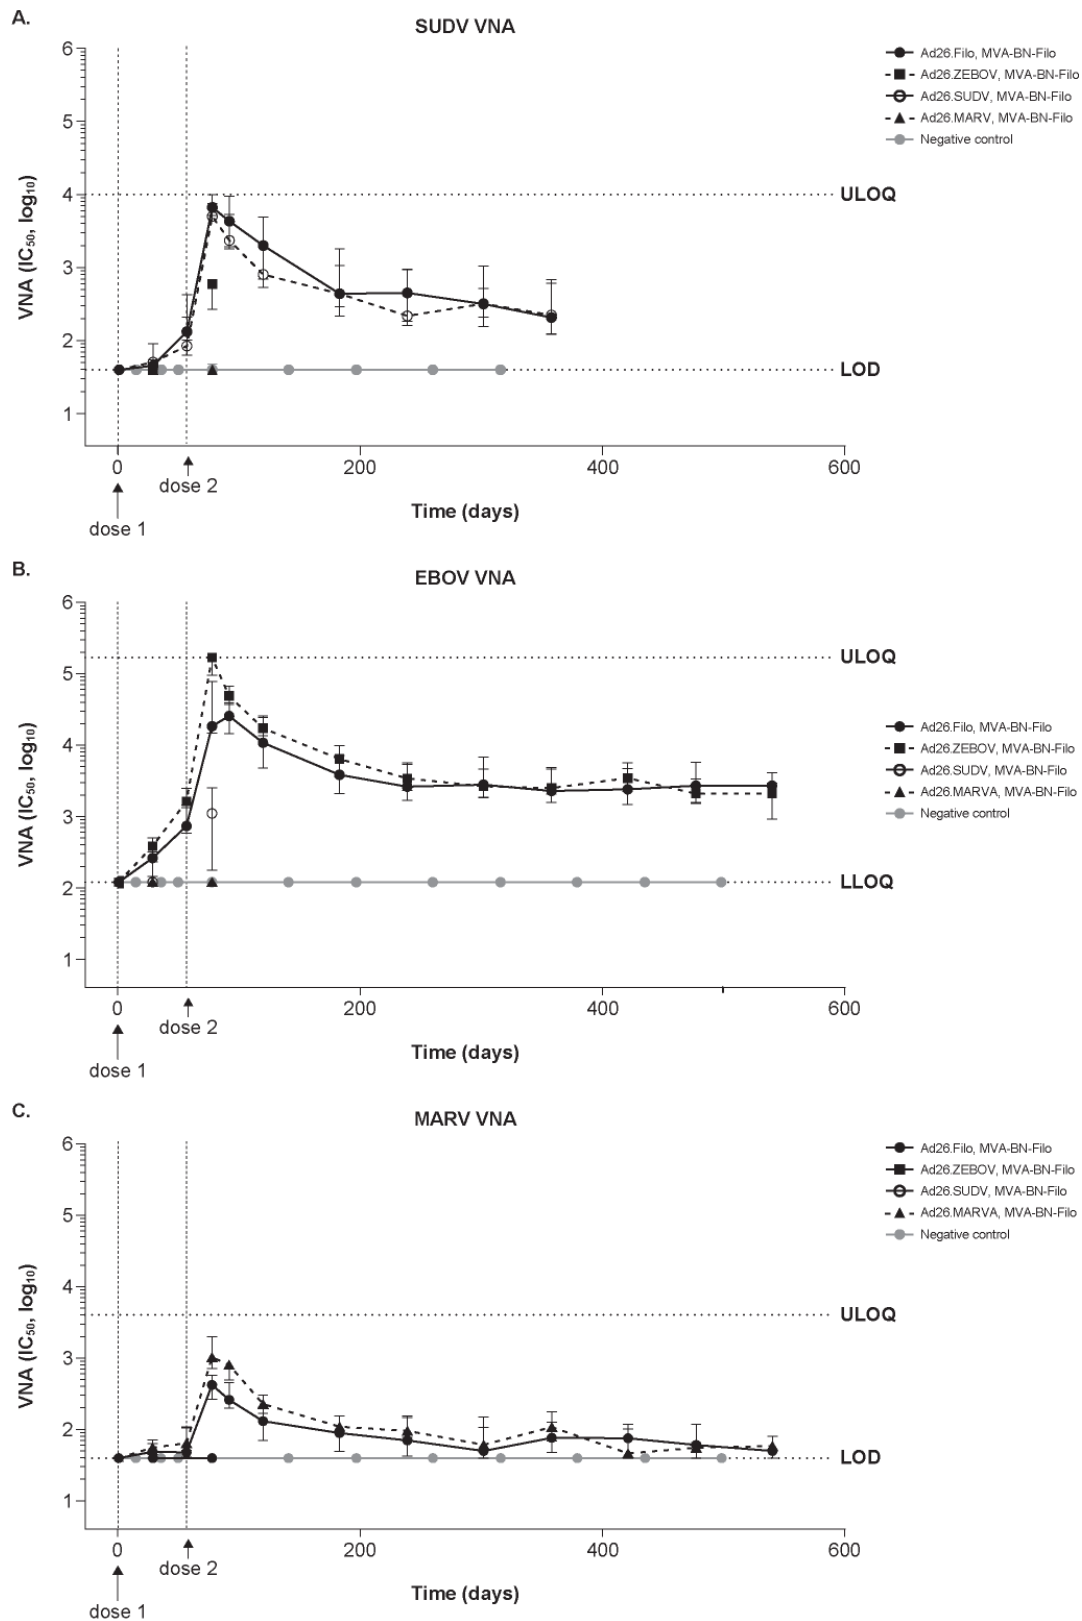 A.
SUDV VNA
Ad26.Filo, MVA-BN-Filo
Ad26.ZEBOV, MVA-BN-Filo
Ad26.SUDV, MVA-BN-Filo
Ad26.MARV, MVA-BN-Filo
Negative control
6
5
4
3
2
1
VNA (IC₅₀, log₁₀)
ULOQ
LOD
0
200
400
600
dose 2
Time (days)
dose 1
B.
EBOV VNA
6
5
4
3
2
1
VNA (IC₅₀, log₁₀)
ULOQ
Ad26.Filo, MVA-BN-Filo
Ad26.ZEBOV, MVA-BN-Filo
Ad26.SUDV, MVA-BN-Filo
Ad26.MARVA, MVA-BN-Filo
Negative control
LLOQ
0
200
400
600
dose 2
Time (days)
dose 1
C.
MARV VNA
Ad26.Filo, MVA-BN-Filo
Ad26.ZEBOV, MVA-BN-Filo
Ad26.SUDV, MVA-BN-Filo
Ad26.MARVA, MVA-BN-Filo
Negative control
6
5
4
3
2
1
VNA (IC₅₀, log₁₀)
ULOQ
LOD
0
200
400
600
dose 2
Time (days)
dose 1